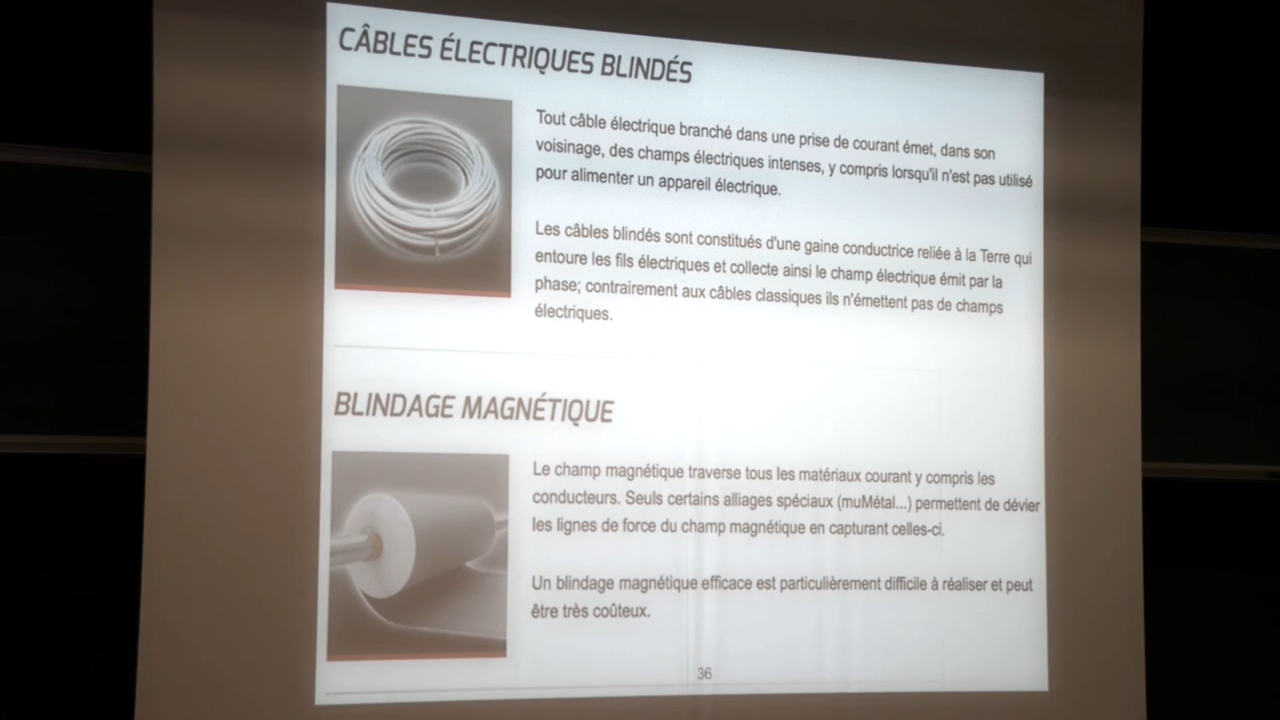 CÂBLES ÉLECTRIQUES BLINDÉS
Tout câble électrique branché dans une prise de courant émet, dans son
voisinage, des champs électriques intenses, y compris lorsqu'il n'est pas utilisé
pour alimenter un appareil électrique.
Les câbles blindés sont constitués d'une gaine conductrice reliée à la Terre qui
entoure les fils électriques et collecte ainsi le champ électrique émit par la
phase; contrairement aux câbles classiques ils n'émettent pas de champs
électriques.
BLINDAGE MAGNÉTIQUE
Le champ magnétique traverse tous les matériaux courant y compris les
conducteurs. Seuls certains alliages spéciaux (muMétal...) permettent de dévier
les lignes de force du champ magnétique en capturant celles-ci.
Un blindage magnétique efficace est particulièrement difficile à réaliser et peut
être très coûteux.
36